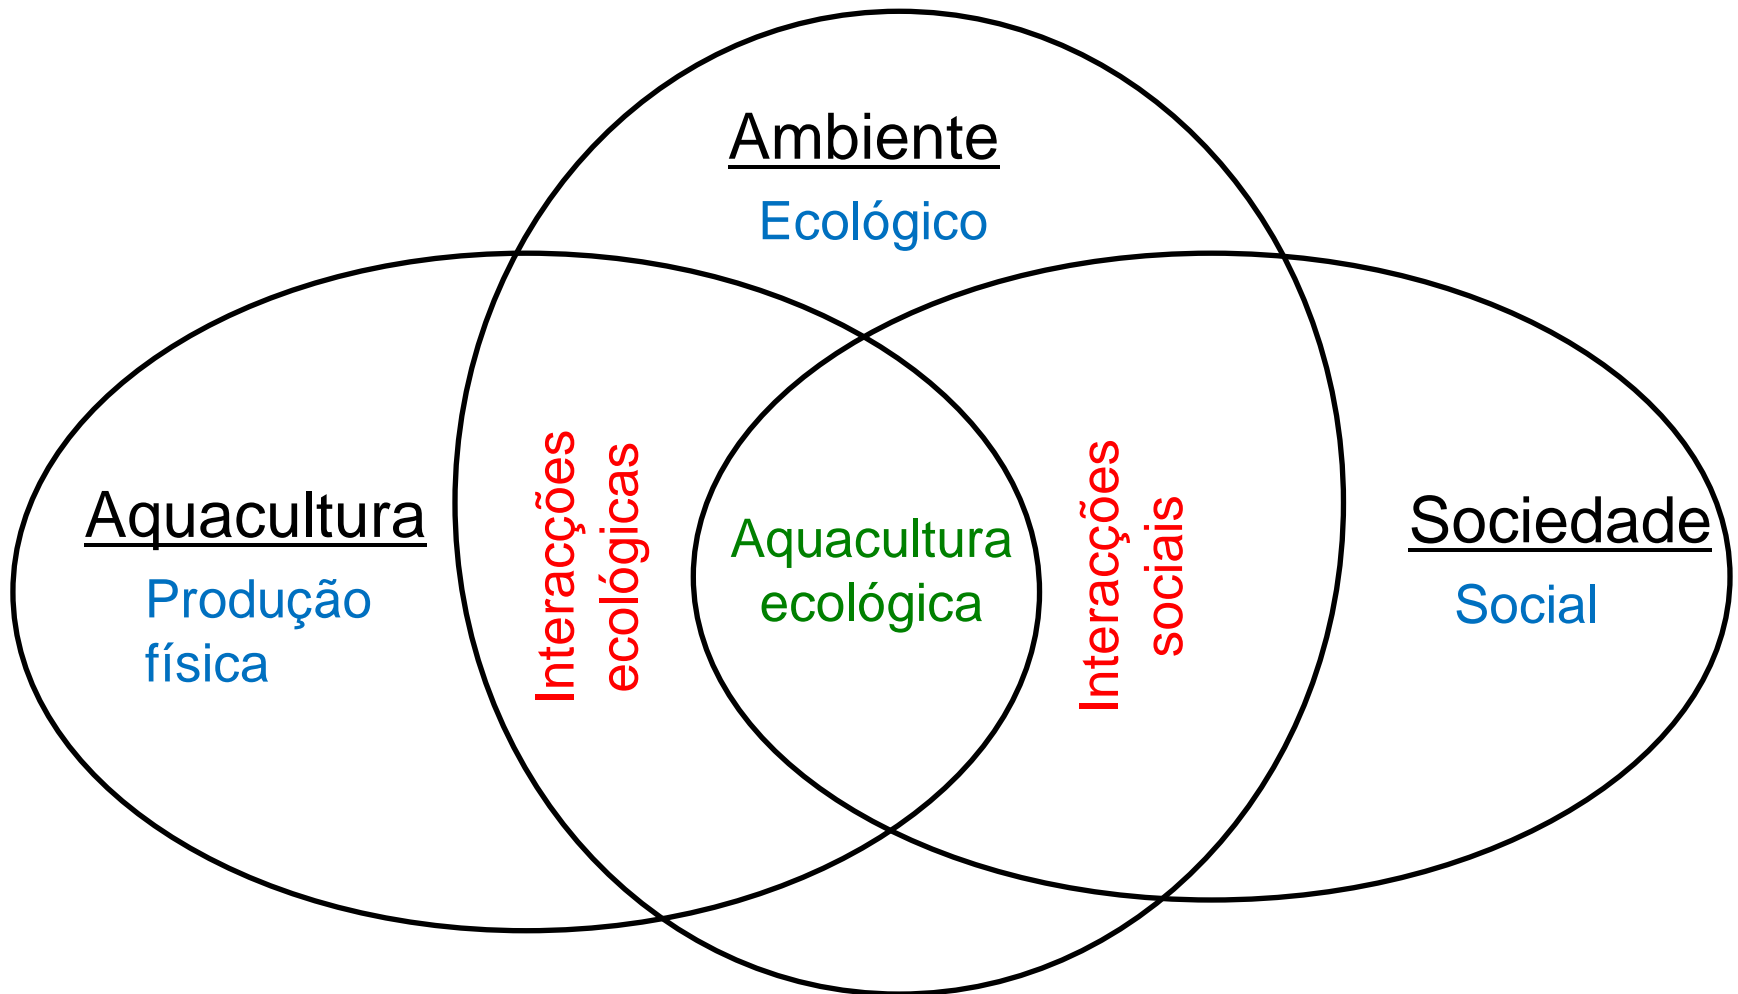 Ambiente
Ecológico
Aquacultura
Produção
física
Interacções
ecológicas
Aquacultura
ecológica
Interacções
sociais
Sociedade
Social